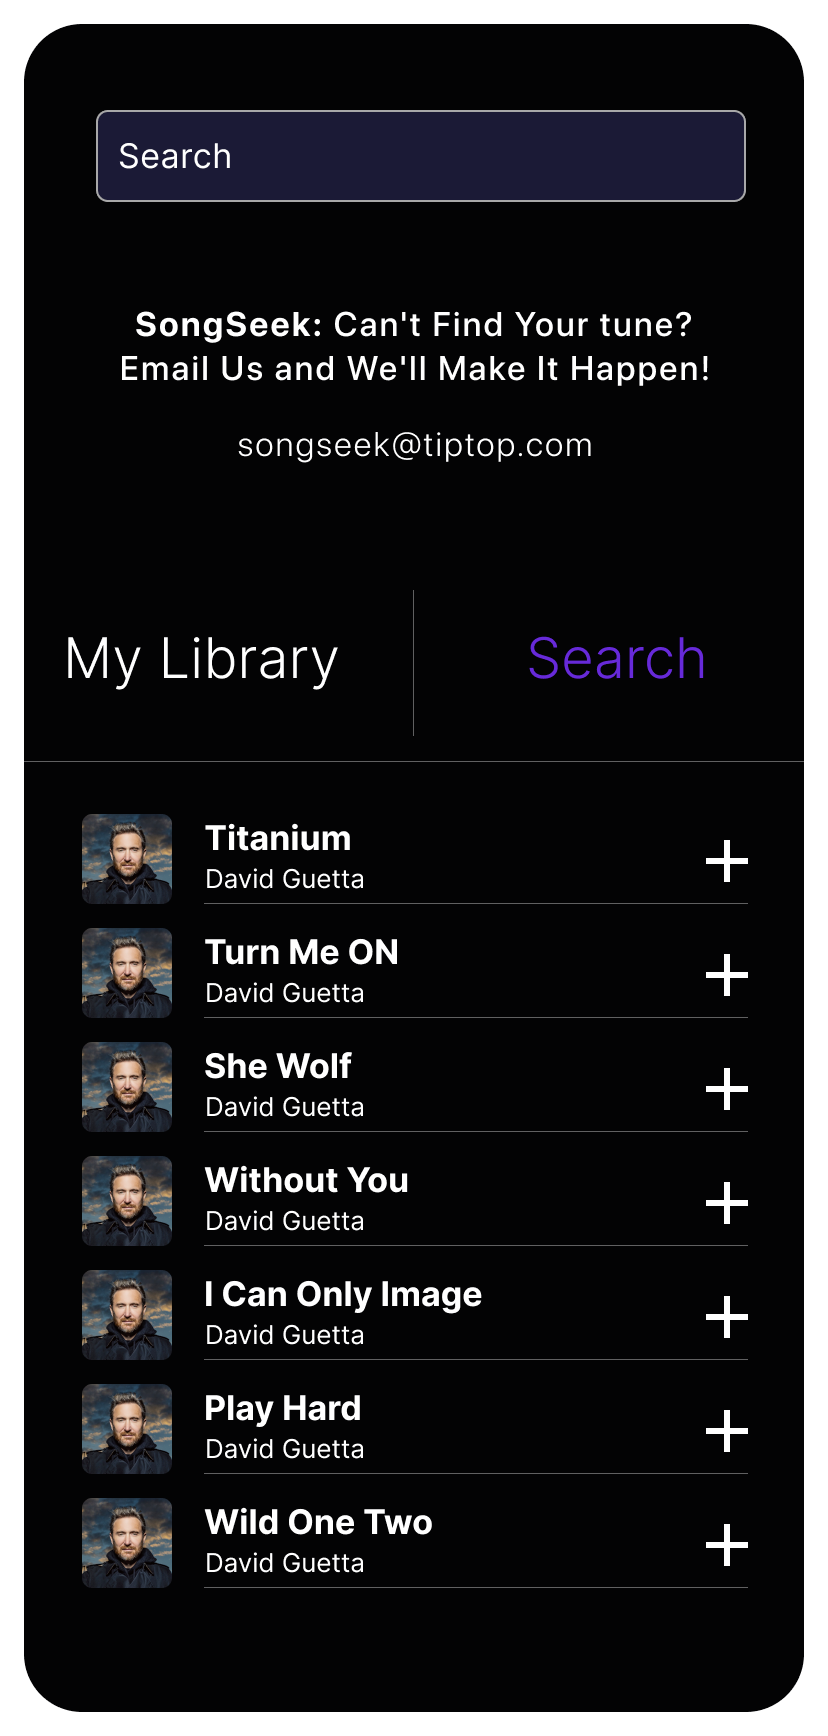 Search
SongSeek: Can't Find Your tune?
Email Us and We'll Make It Happen!
songseek@tiptop.com
My Library
Search
Titanium
David Guetta
Turn Me ON
David Guetta
She Wolf
David Guetta
Without You
David Guetta
I Can Only Image
David Guetta
Play Hard
David Guetta
Wild One Two
David Guetta